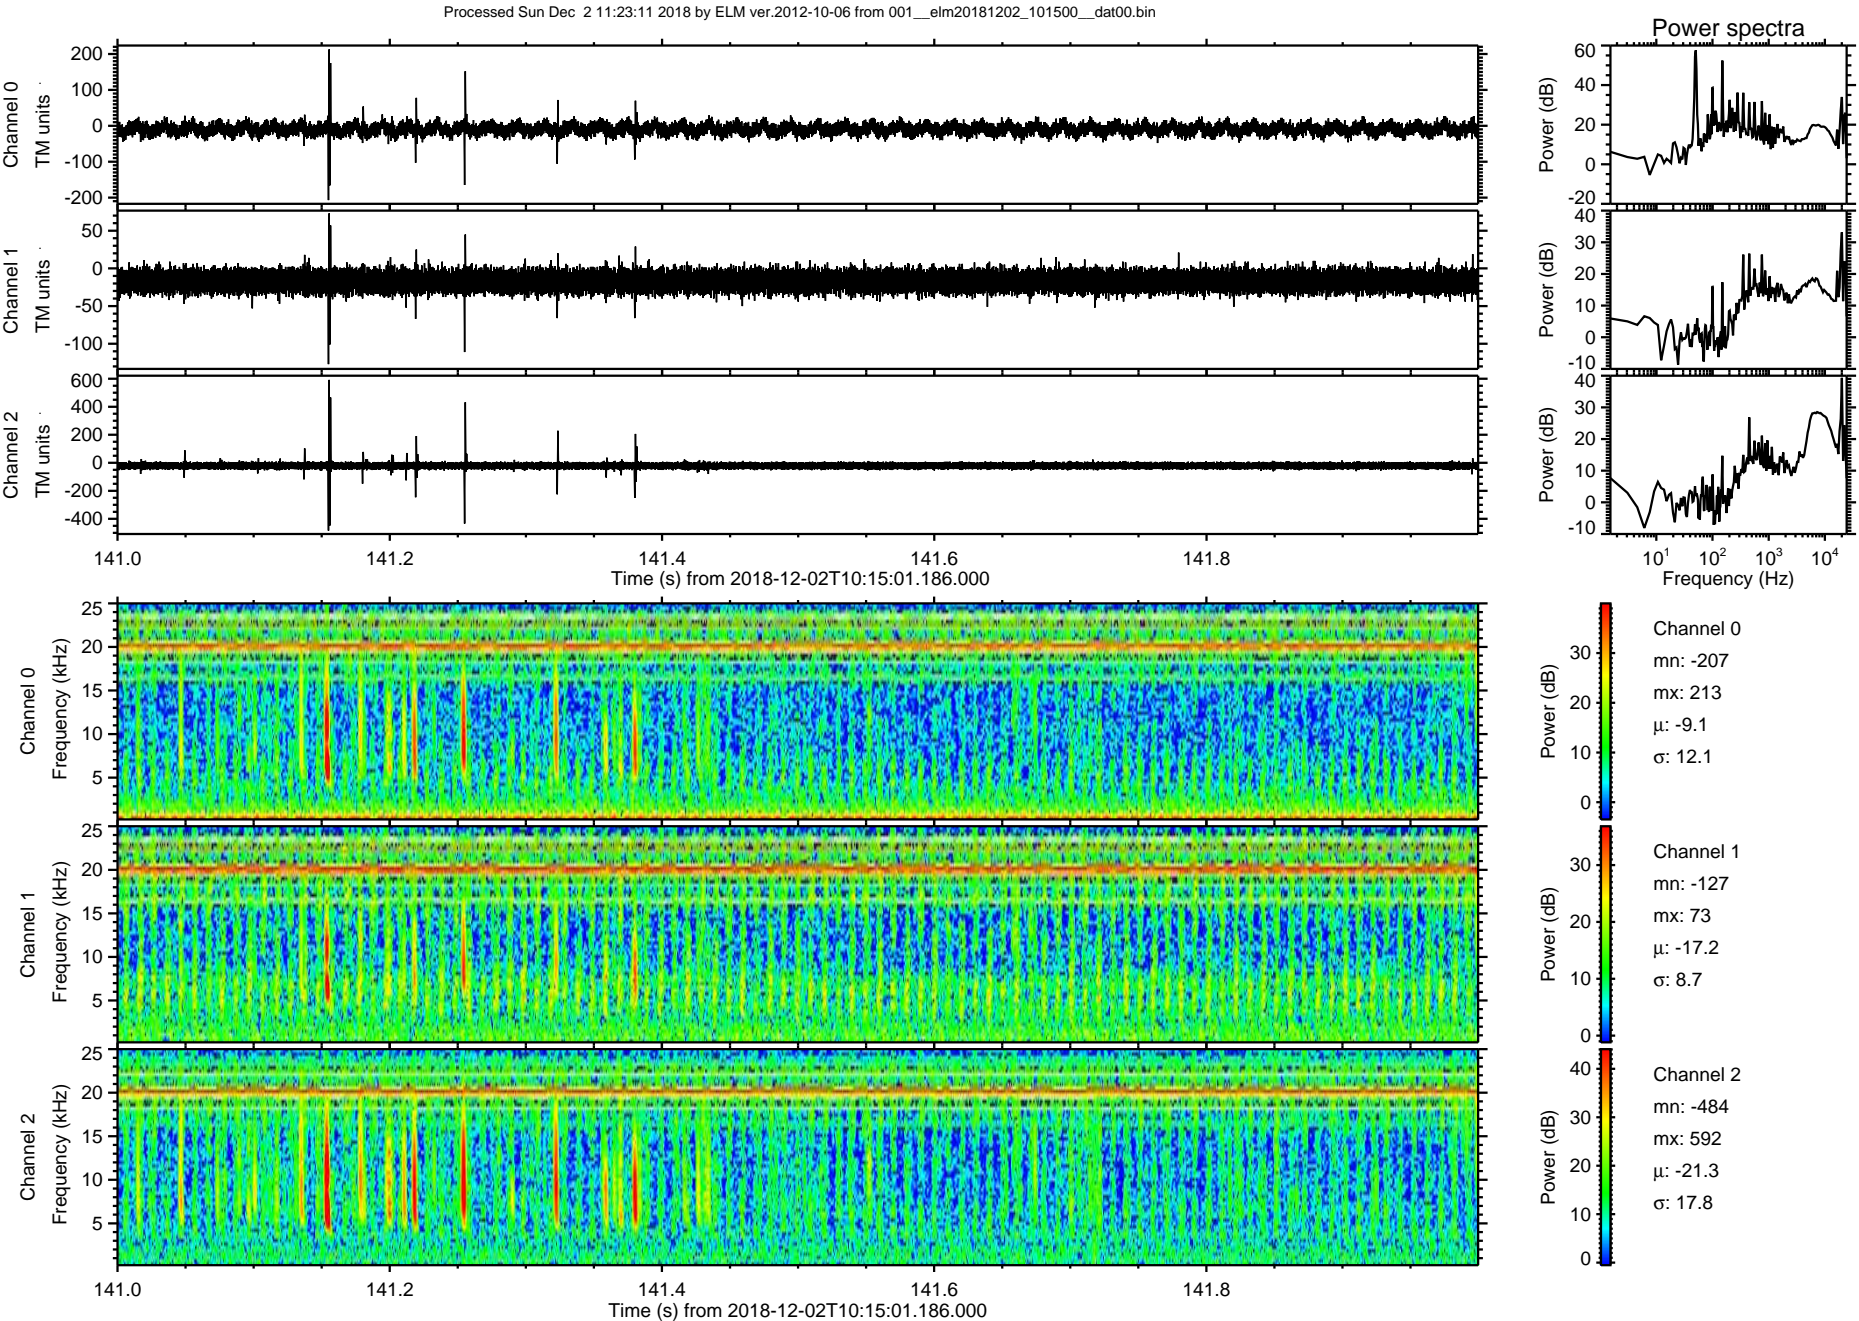 Processed Sun Dec 2 11:23:11 2018 by ELM ver.2012-10-06 from 001__elm20181202_101500__dat00.bin
Power spectra
Channel 0
TM units
200
100
0
-100
-200
Power (dB)
60
40
20
0
-20
Channel 1
TM units
50
0
-50
-100
Power (dB)
40
30
20
10
0
-10
Channel 2
TM units
600
400
200
0
-200
-400
Power (dB)
40
30
20
10
0
-10
141.0 141.2 141.4 141.6 141.8
Time (s) from 2018-12-02T10:15:01.186.000
10¹ 10² 10³ 10⁴
Frequency (Hz)
Channel 0
Frequency (kHz)
25
20
15
10
5
Power (dB)
30
20
10
0
Channel 0
mn: -207
mx: 213
μ: -9.1
σ: 12.1
Channel 1
Frequency (kHz)
25
20
15
10
5
Power (dB)
30
20
10
0
Channel 1
mn: -127
mx: 73
μ: -17.2
σ: 8.7
Channel 2
Frequency (kHz)
25
20
15
10
5
Power (dB)
40
30
20
10
0
Channel 2
mn: -484
mx: 592
μ: -21.3
σ: 17.8
141.0 141.2 141.4 141.6 141.8
Time (s) from 2018-12-02T10:15:01.186.000